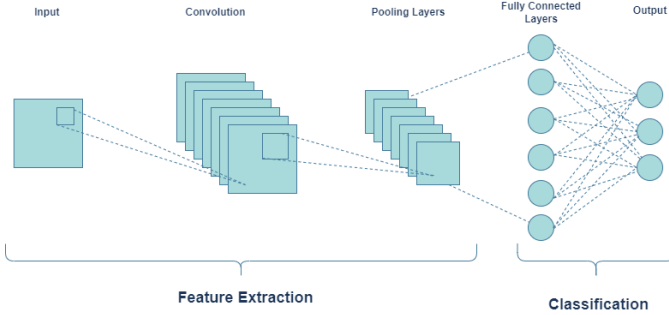 Input
Convolution
Pooling Layers
Fully Connected
Layers
Output
Feature Extraction
Classification